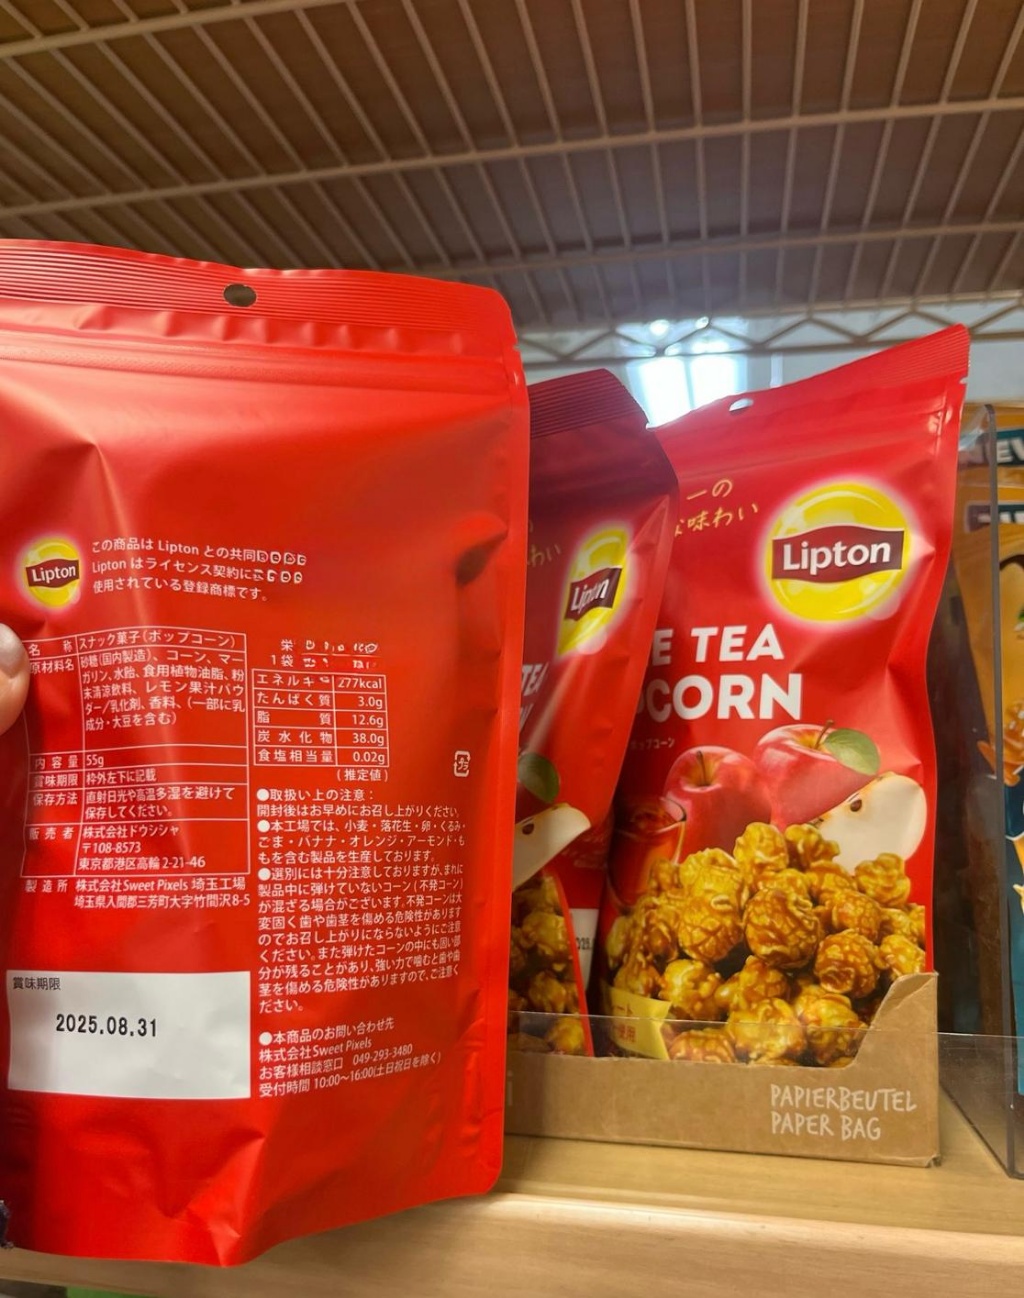 Lipton
この商品は Lipton との共同
Lipton はライセンス契約に
使用されている登録商標です。
名 称 スナック菓子(ポップコーン)
原材料名 砂糖(国内製造)、コーン、マー
ガリン、水飴、食用植物油脂、粉
末清涼飲料、レモン果汁パウ
ダー/乳化剤、香料、(一部に乳
成分・大豆を含む)
内容量 55g
賞味期限 枠外左下に記載
保存方法 直射日光や高温多湿を避けて
保存してください。
販売者 株式会社ドウシシャ
〒108-8573
東京都港区高輪 2-21-46
製造所 株式会社Sweet Pixels 埼玉工場
埼玉県入間郡三芳町大字竹間沢8-5
栄
1袋
エネルギー 277kcal
たんぱく質 3.0g
脂質 12.6g
炭水化物 38.0g
食塩相当量 0.02g
(推定値)
プラ
●取扱い上の注意:
開封後はお早めにお召し上がりください。
●本工場では、小麦・落花生・卵・くるみ・
ごま・バナナ・オレンジ・アーモンド・も
もを含む製品を生産しております。
●選別には十分注意しておりますが、まれに
製品中に弾けていないコーン(不発コーン)
が混ざる場合がございます。不発コーンは大
変固く歯や歯茎を傷める危険性があります
のでお召し上がりにならないようにご注意
ください。また弾けたコーンの中にも固い部
分が残ることがあり、強い力で噛むと歯や歯
茎を傷める危険性がありますので、ご注意く
ださい。
●本商品のお問い合わせ先
株式会社Sweet Pixels
お客様相談窓口 049-293-3480
受付時間 10:00〜16:00(土日祝日を除く)
賞味期限
2025.08.31
わい
Lipton
TEA
ーの
味わい
Lipton
E TEA
CORN
ップコーン
PAPIERBEUTEL
PAPER BAG